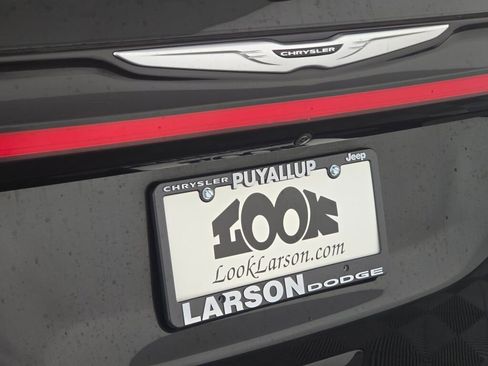 CHRYSLER
CHRYSLER PUYALLUP Jeep
LOOK
LookLarson.com
LARSON DODGE